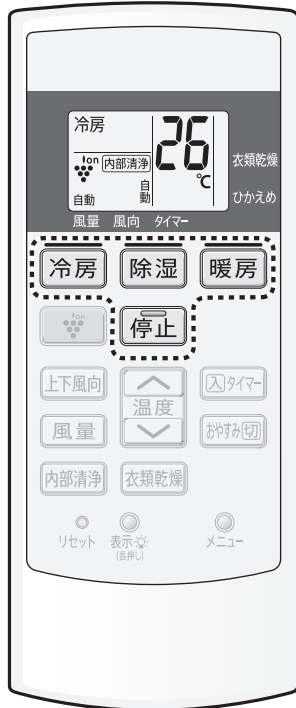 冷房
26℃
ion 内部清浄
衣類乾燥
自動 自動
ひかえめ
風量 風向 タイマー
冷房 除湿 暖房
ion 停止
上下風向 温度 入タイマー
風量 おやすみ切
内部清浄 衣類乾燥
リセット 表示 メニュー
(長押し)